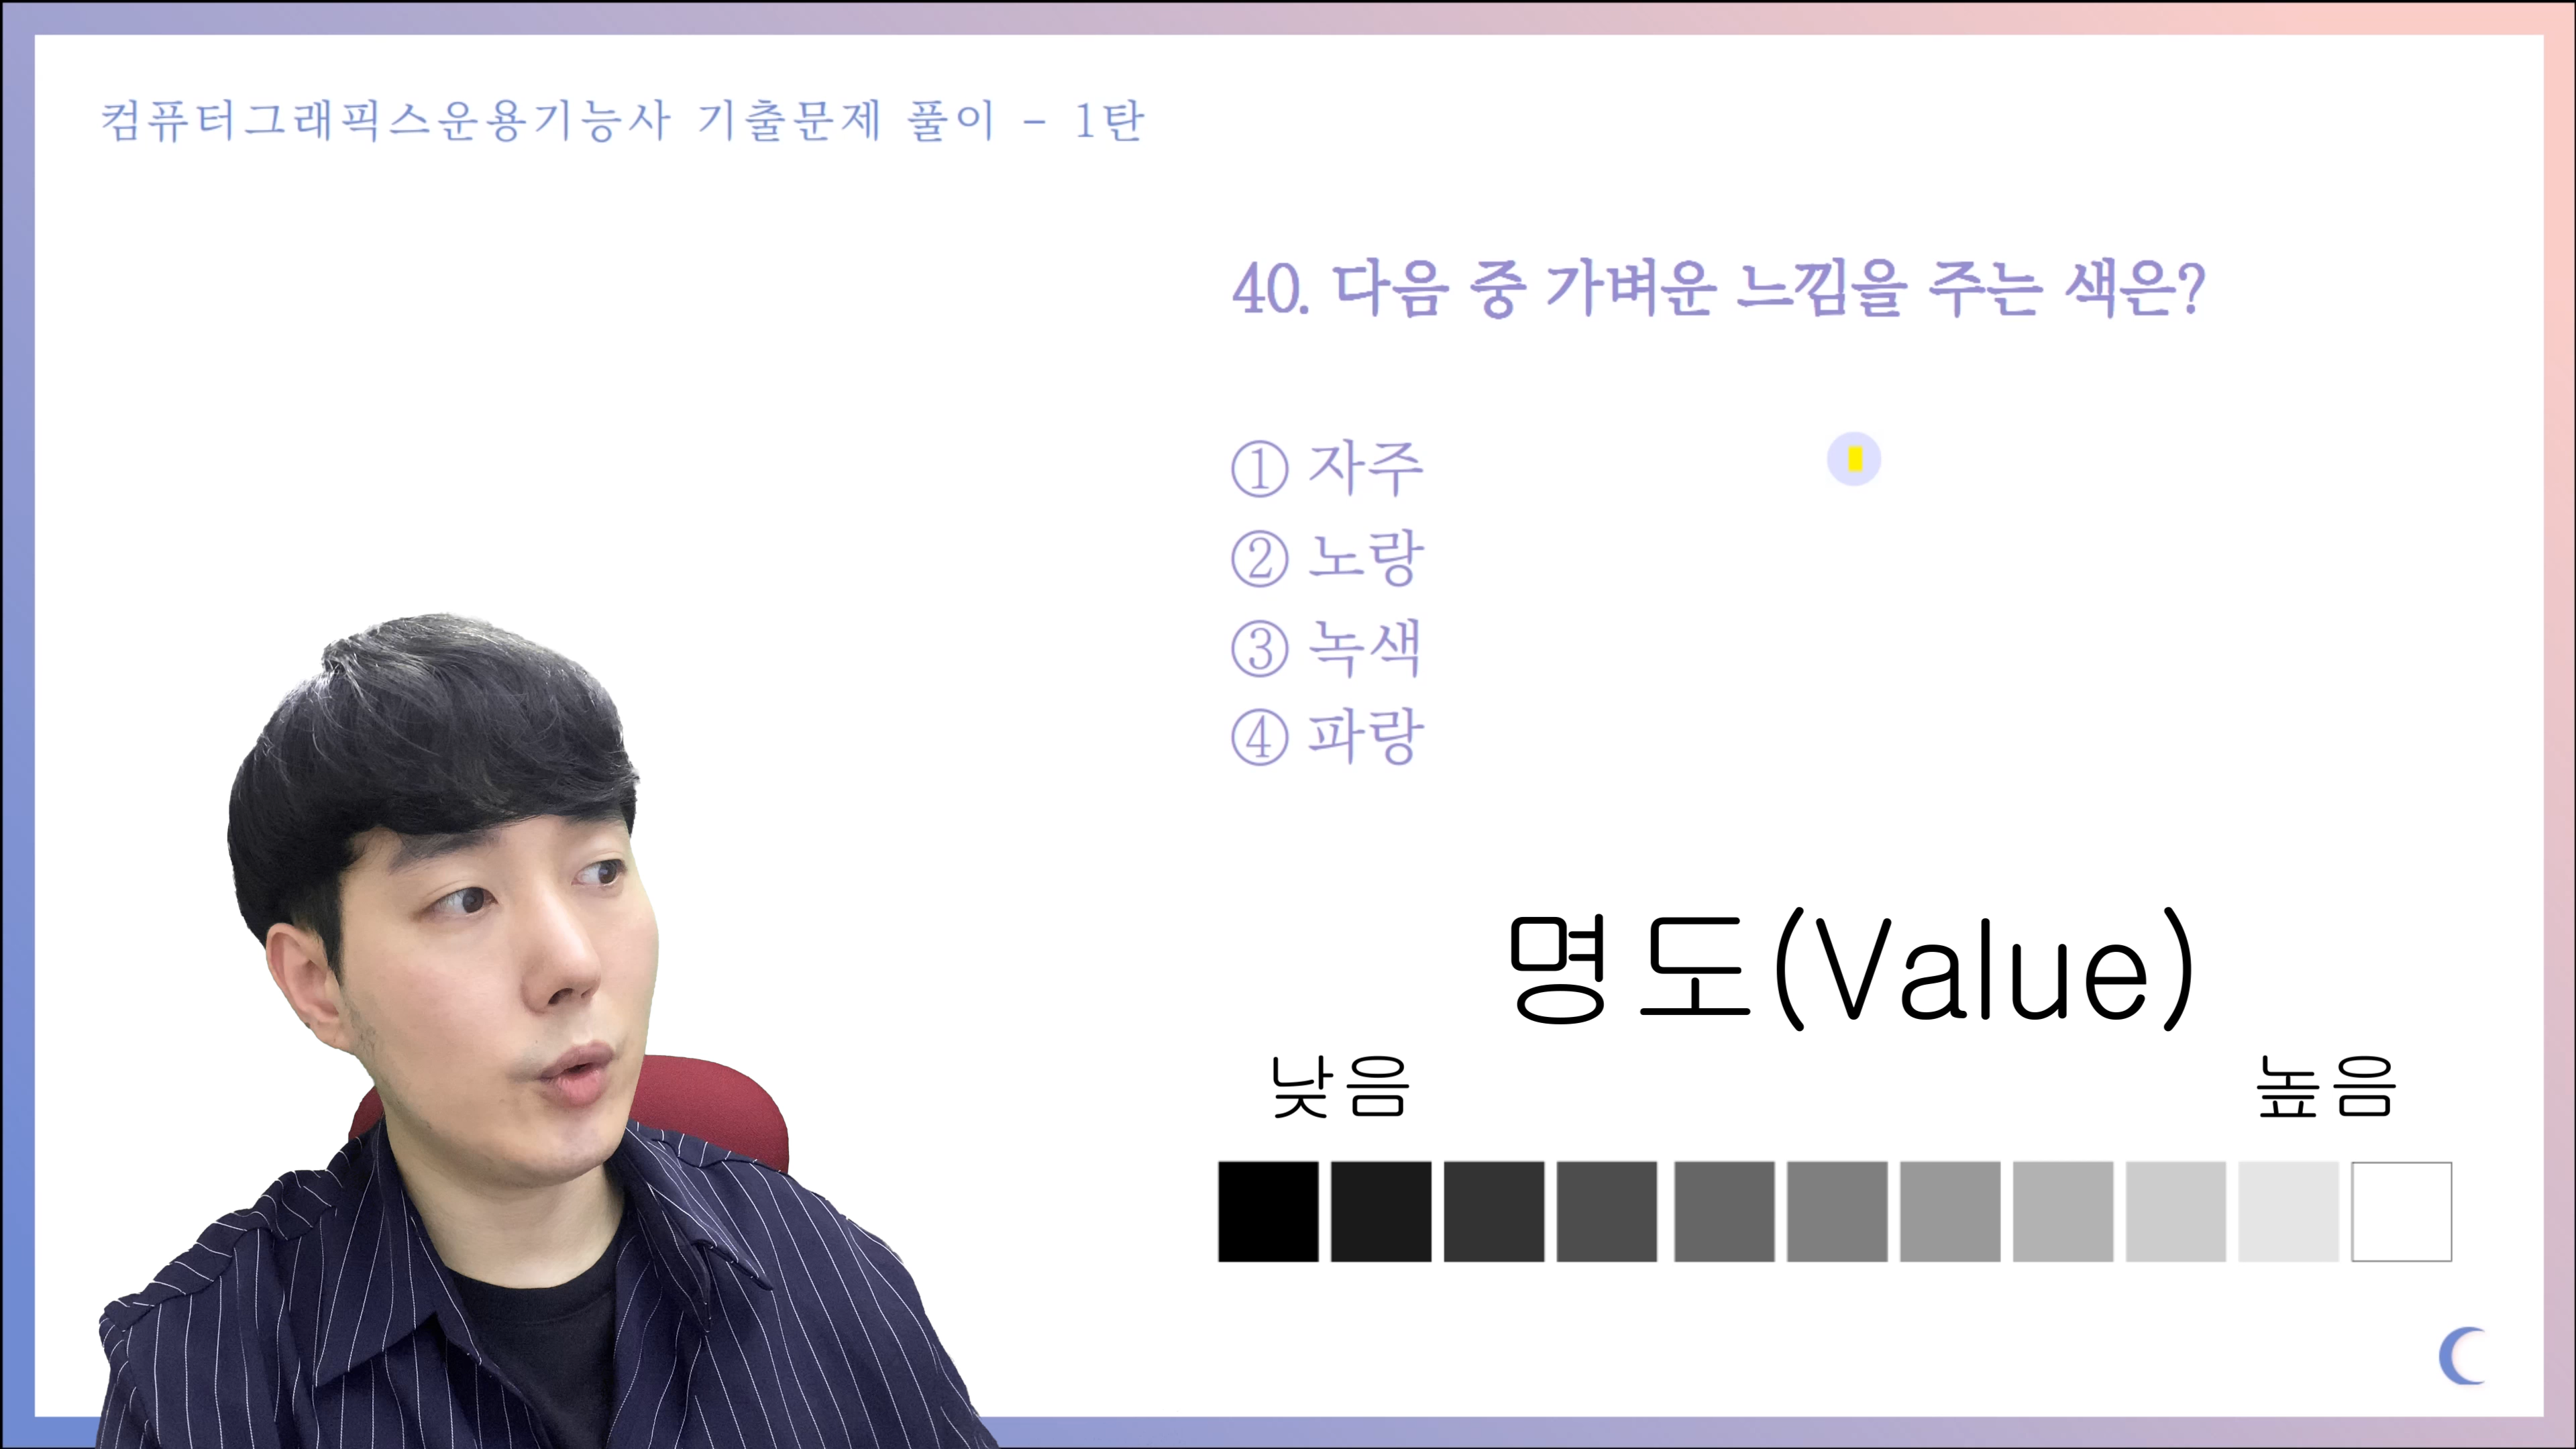 컴퓨터그래픽스운용기능사 기출문제 풀이 - 1탄
40. 다음 중 가벼운 느낌을 주는 색은?
① 자주
② 노랑
③ 녹색
④ 파랑
명도(Value)
낮음 높음